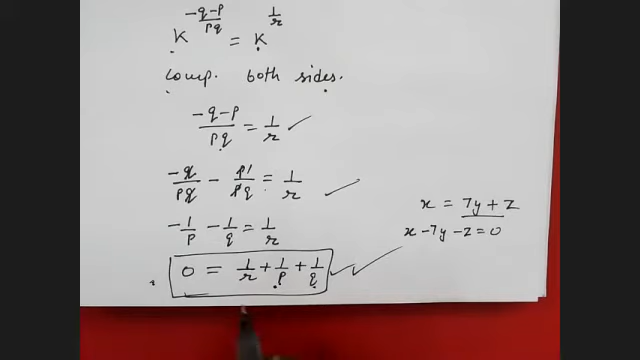 K^((-q-p)/(pq)) = K^(1/r)
comp. both sides.
(-q-p)/(pq) = 1/r ✓
-q/(pq) - p/(pq) = 1/r ✓
-1/p - 1/q = 1/r
0 = 1/r + 1/p + 1/q ✓✓
x = 7y + z
x - 7y - z = 0